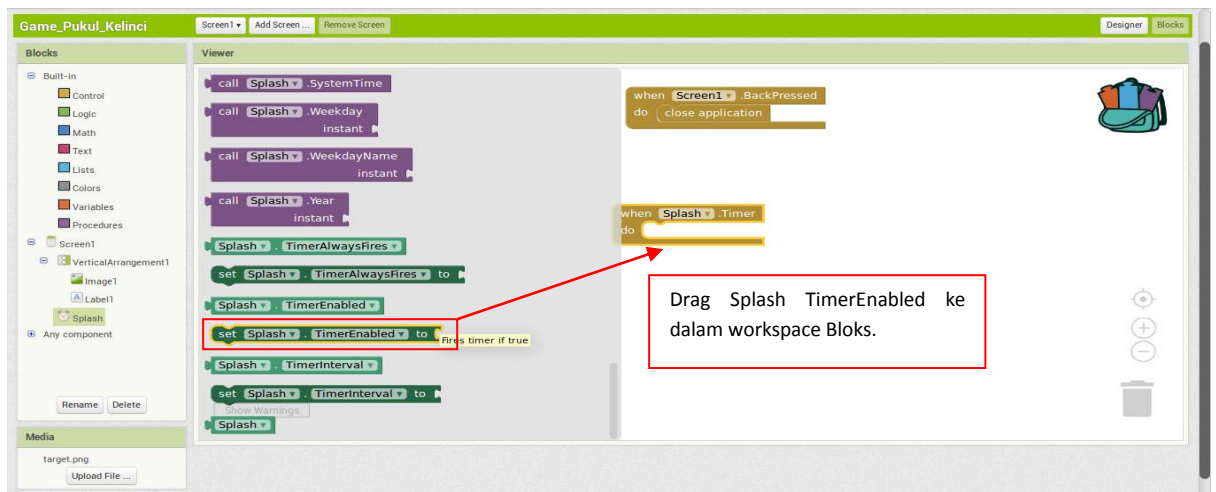 Game_Pukul_Kelinci
Screen1 Add Screen ... Remove Screen
Designer Blocks
Blocks
Built-in
Control
Logic
Math
Text
Lists
Colors
Variables
Procedures
Screen1
VerticalArrangement1
Image1
Label1
Splash
Any component
Rename Delete
Media
target.png
Upload File ...
Viewer
call Splash .SystemTime
call Splash .Weekday
instant
call Splash .WeekdayName
instant
call Splash .Year
instant
Splash . TimerAlwaysFires
set Splash . TimerAlwaysFires to
Splash . TimerEnabled
set Splash . TimerEnabled to
Fires timer if true
Splash . TimerInterval
set Splash . TimerInterval to
Show Warnings
Splash
when Screen1 .BackPressed
do close application
when Splash .Timer
do
Drag Splash TimerEnabled ke
dalam workspace Bloks.